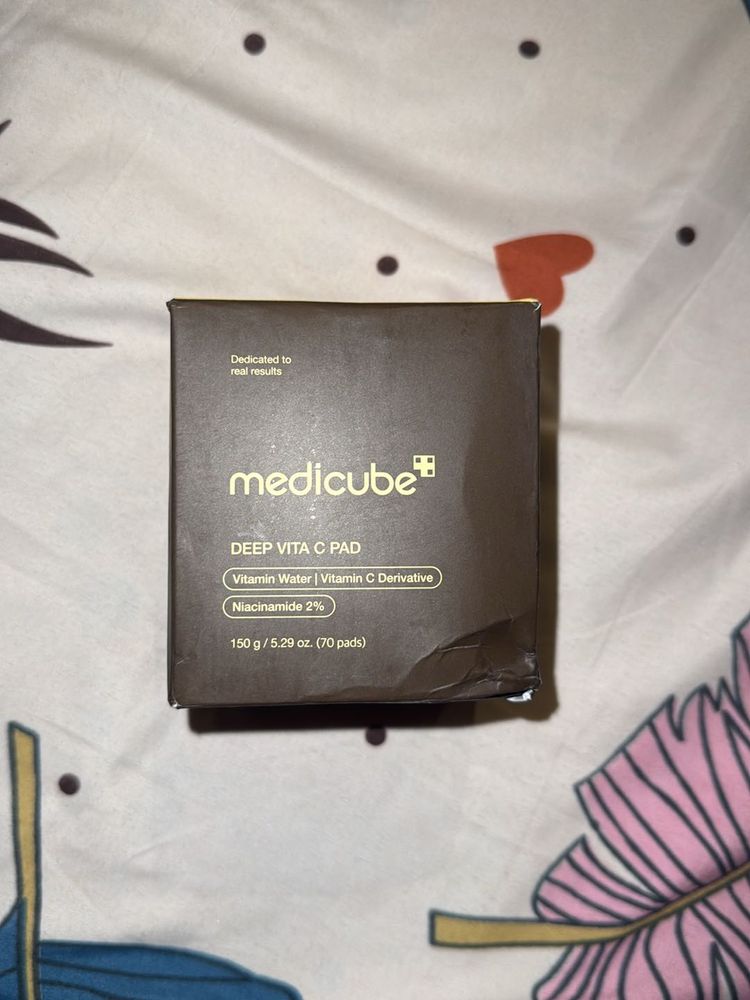 Dedicated to
real results
medicube
DEEP VITA C PAD
Vitamin Water | Vitamin C Derivative
Niacinamide 2%
150 g / 5.29 oz. (70 pads)